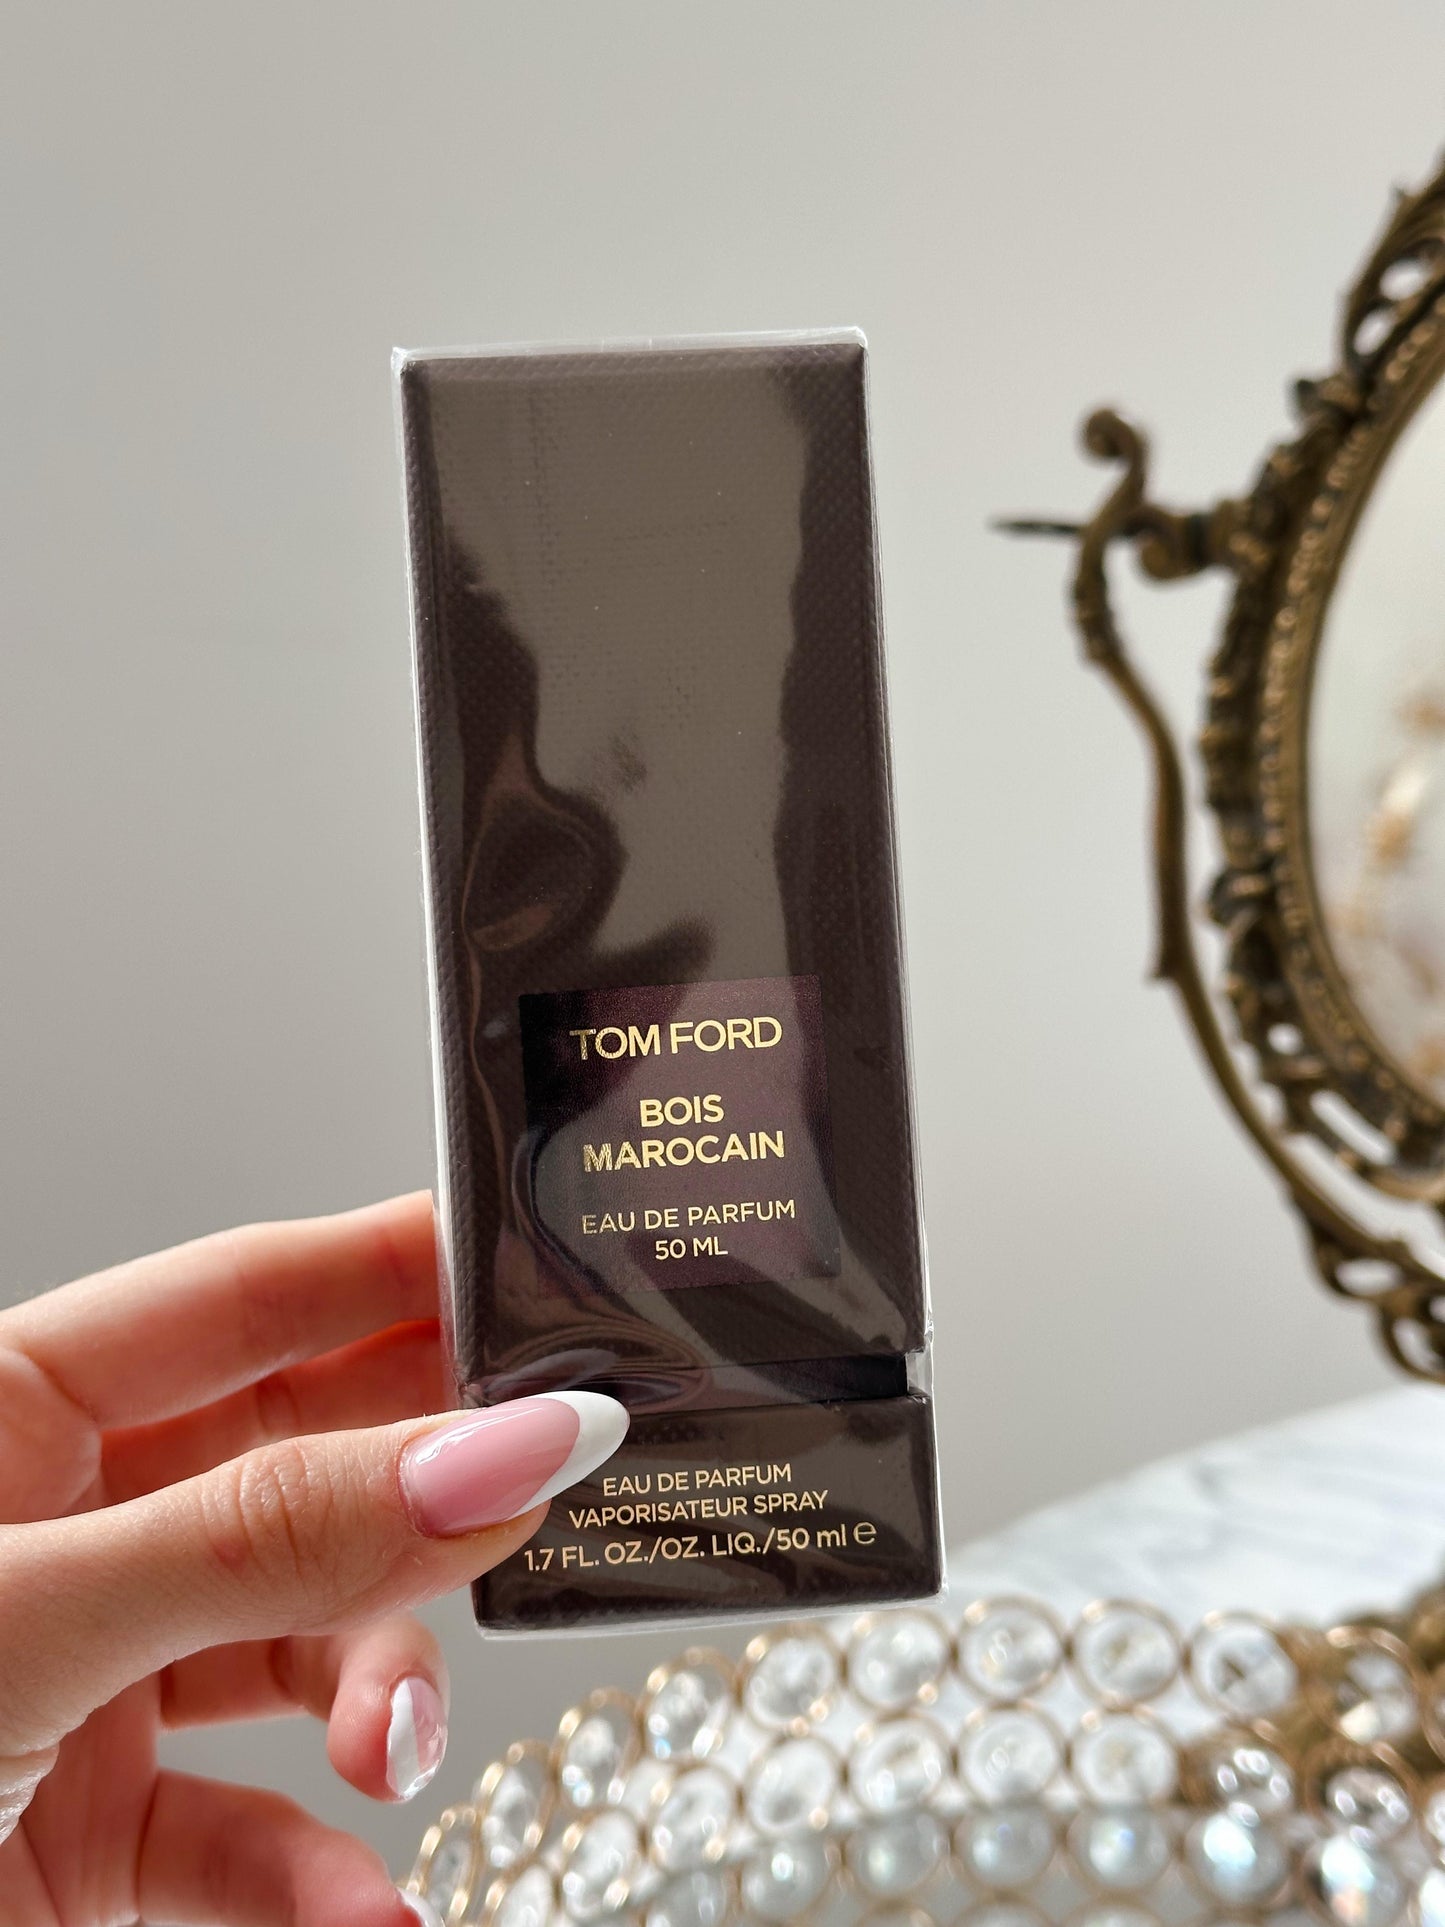 TOM FORD
BOIS
MAROCAIN
EAU DE PARFUM
50 ML
EAU DE PARFUM
VAPORISATEUR SPRAY
1.7 FL. OZ./OZ. LIQ./50 ml ℮